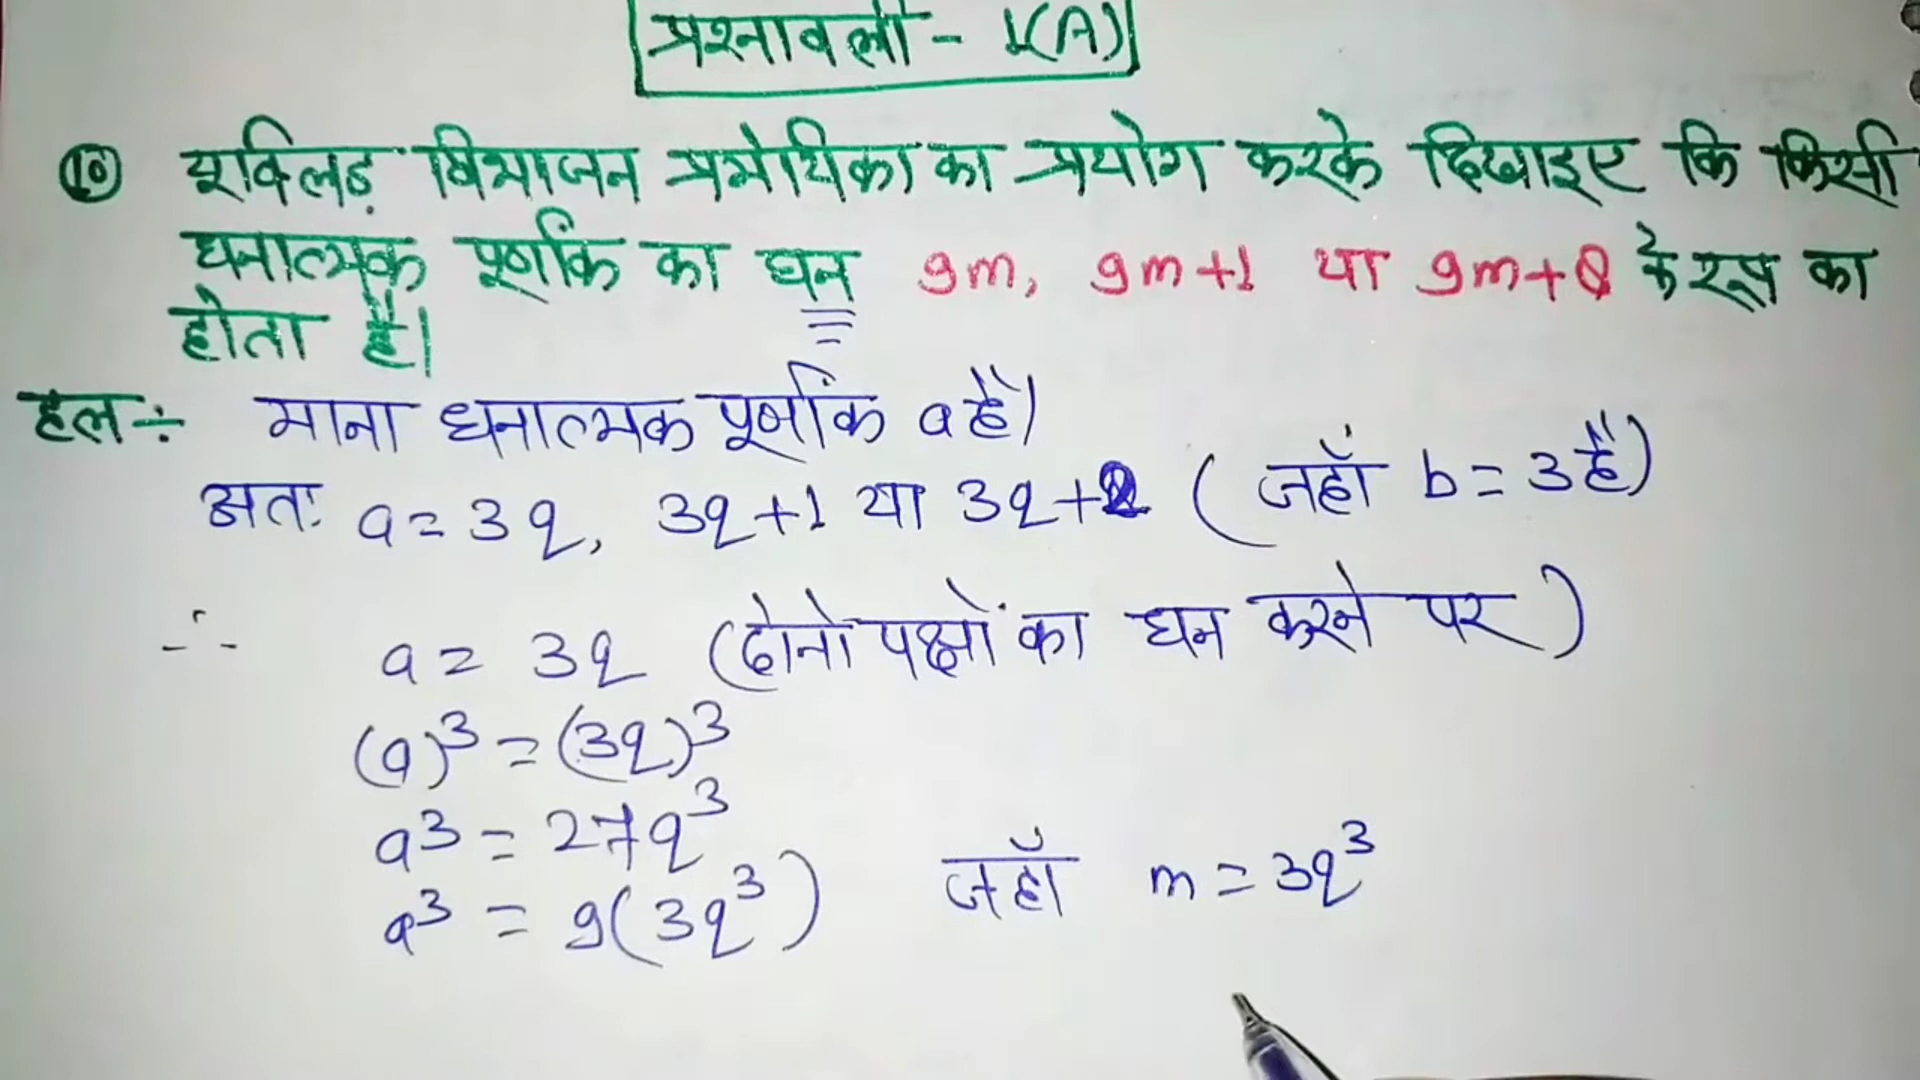 प्रश्नावली - 1(A)
(10) यूक्लिड विभाजन प्रमेयिका का प्रयोग करके दिखाइए कि किसी
धनात्मक पूर्णांक का घन 9m, 9m+1 या 9m+8 के रूप का
होता है।
हल:- माना धनात्मक पूर्णांक a है।
अतः a = 3q, 3q+1 या 3q+2 (जहाँ b = 3 है)
∴ a = 3q (दोनो पक्षों का घन करने पर)
(a)³ = (3q)³
a³ = 27q³
a³ = 9(3q³) जहाँ m = 3q³